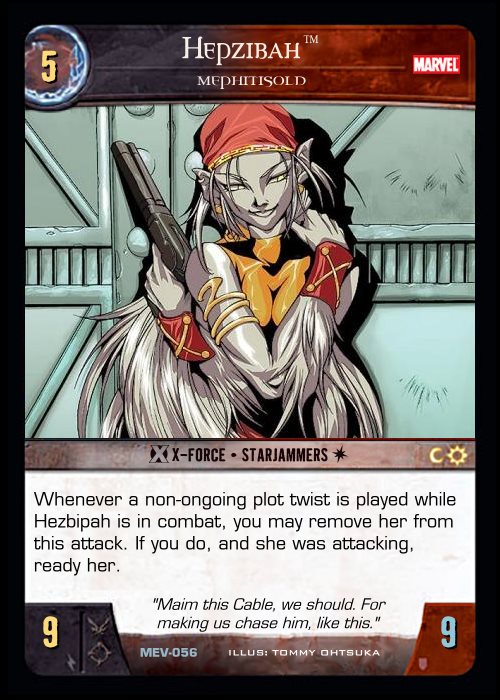 5
Hepzibah™
Mephitisoid
MARVEL
X-FORCE • STARJAMMERS
Whenever a non-ongoing plot twist is played while
Hezbipah is in combat, you may remove her from
this attack. If you do, and she was attacking,
ready her.
"Maim this Cable, we should. For
making us chase him, like this."
9
9
MEV-056 ILLUS: TOMMY OHTSUKA